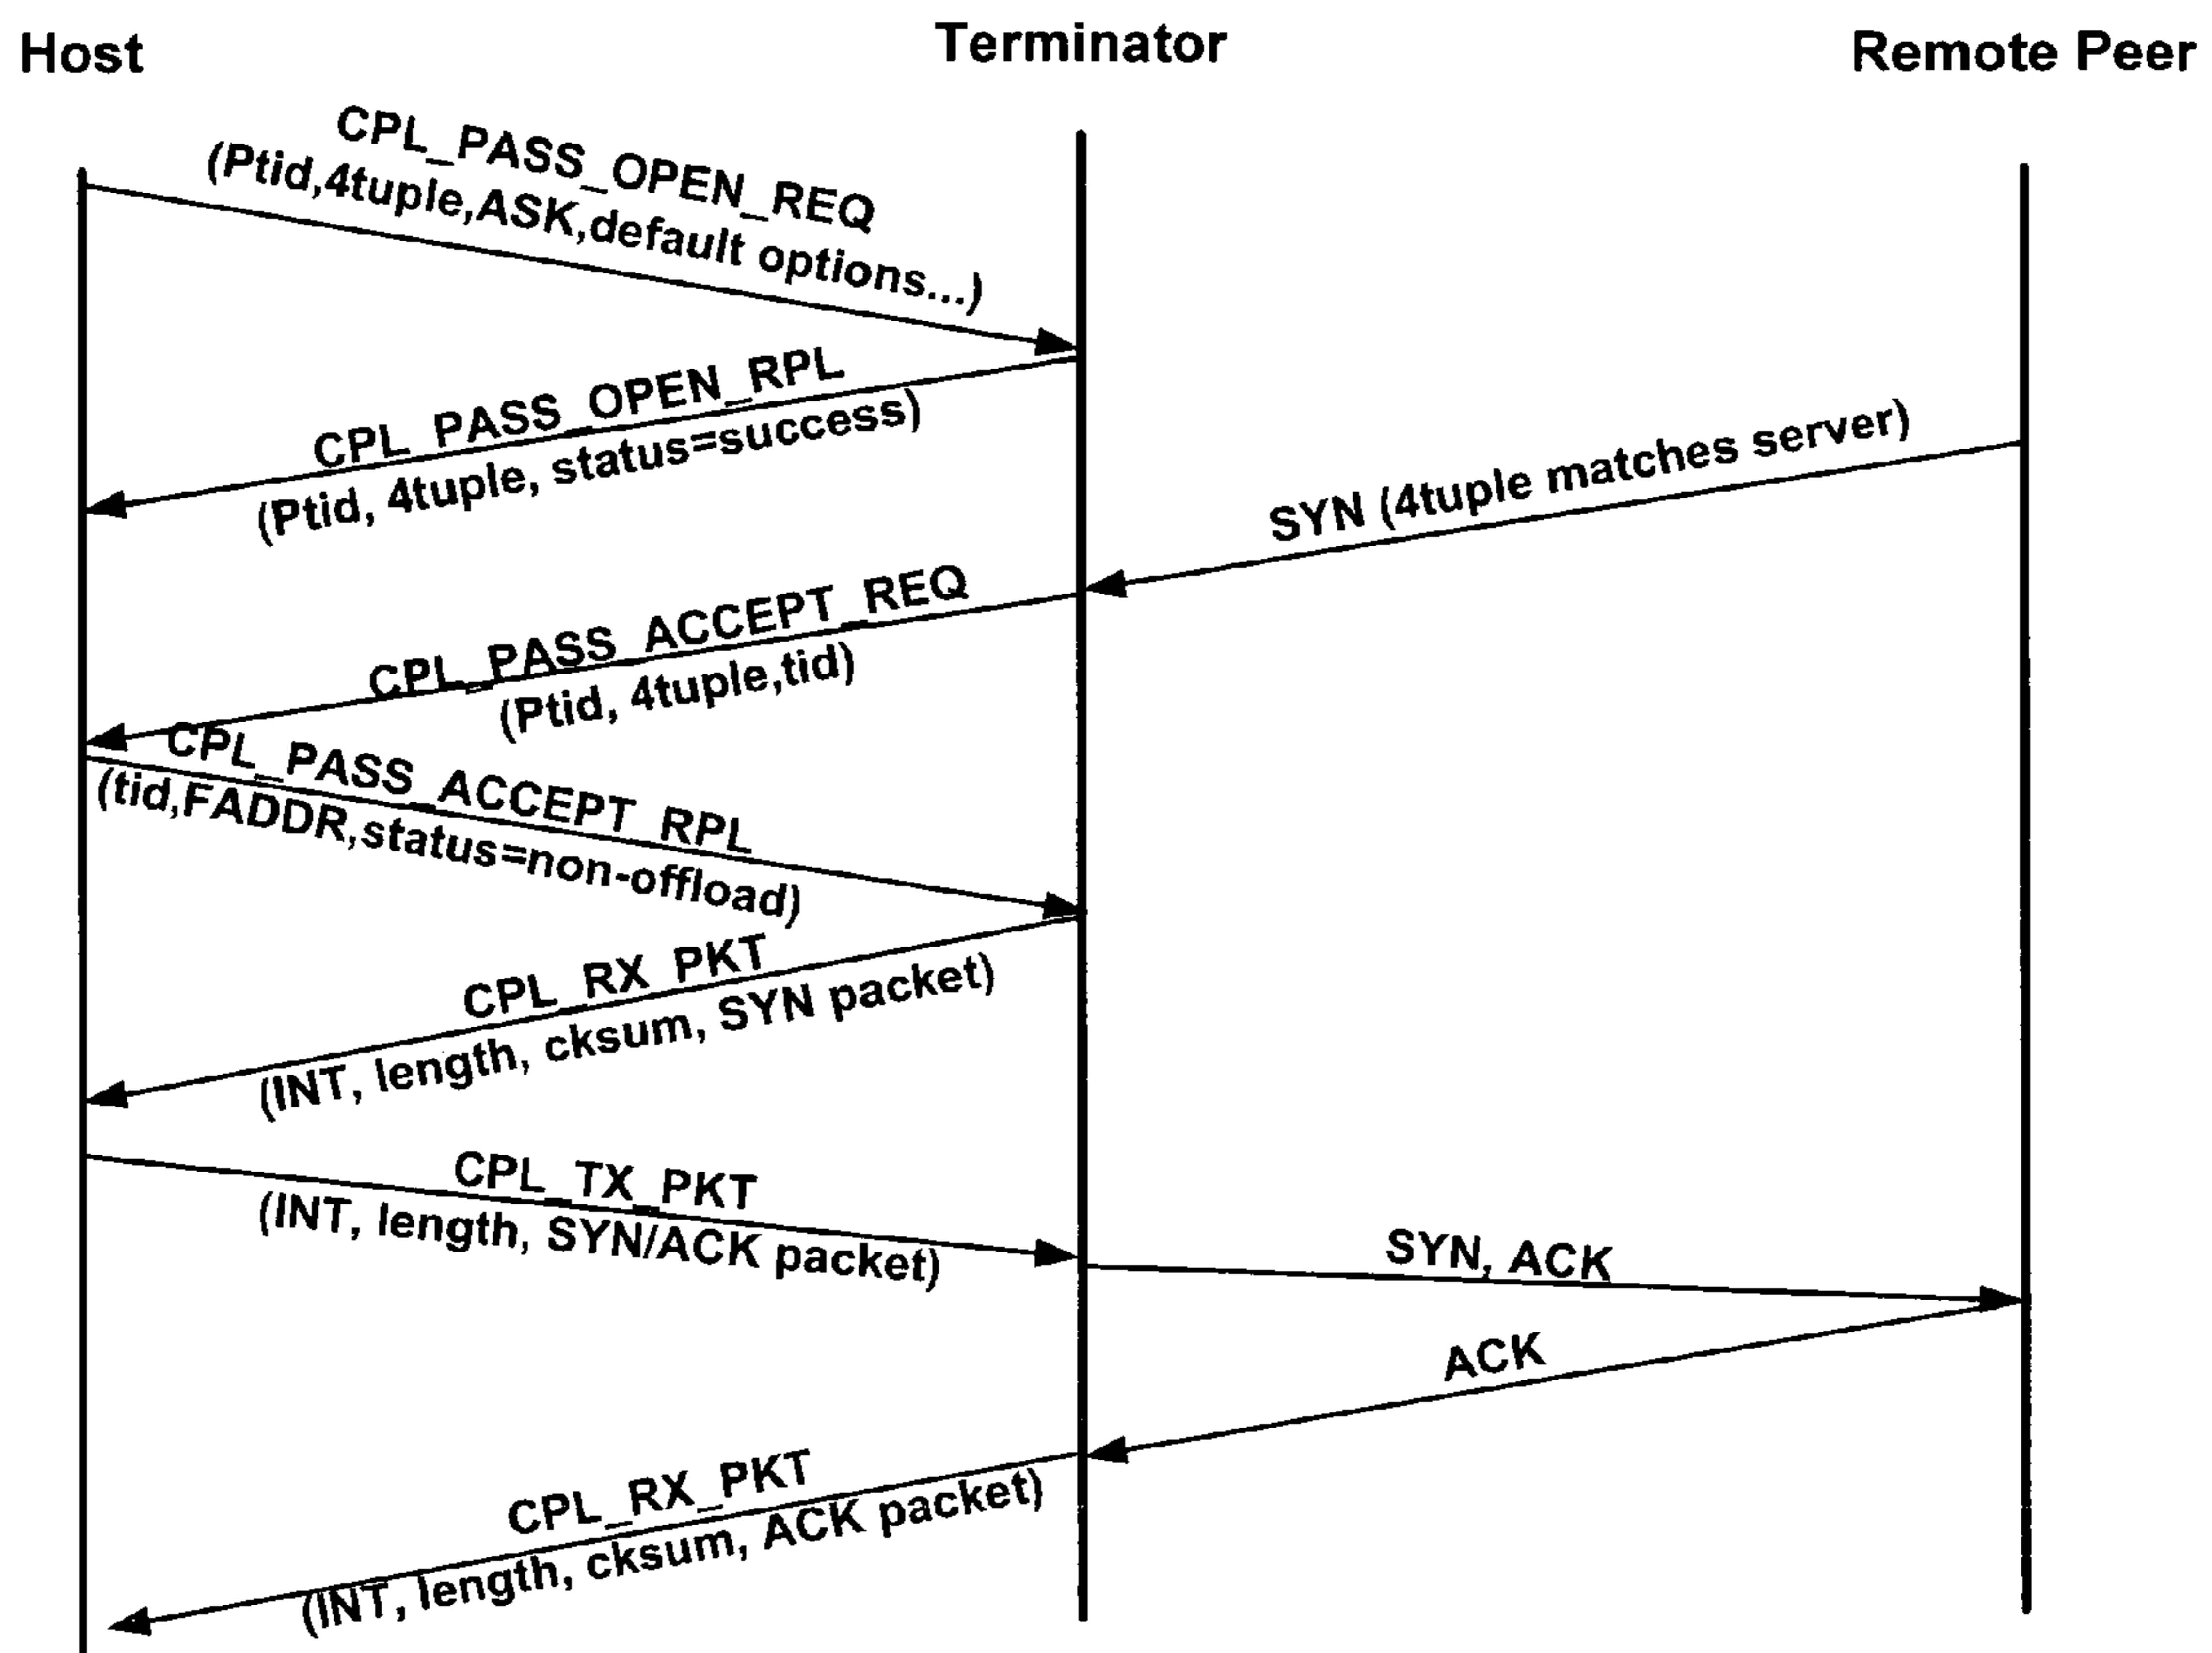 Host
Terminator
Remote Peer
CPL_PASS_OPEN_REQ
(Ptid,4tuple,ASK,default options...)
CPL_PASS_OPEN_RPL
(Ptid, 4tuple, status=success)
SYN (4tuple matches server)
CPL_PASS_ACCEPT_REQ
(Ptid, 4tuple,tid)
CPL_PASS_ACCEPT_RPL
(tid,FADDR,status=non-offload)
CPL_RX_PKT
(INT, length, cksum, SYN packet)
CPL_TX_PKT
(INT, length, SYN/ACK packet)
SYN, ACK
ACK
CPL_RX_PKT
(INT, length, cksum, ACK packet)